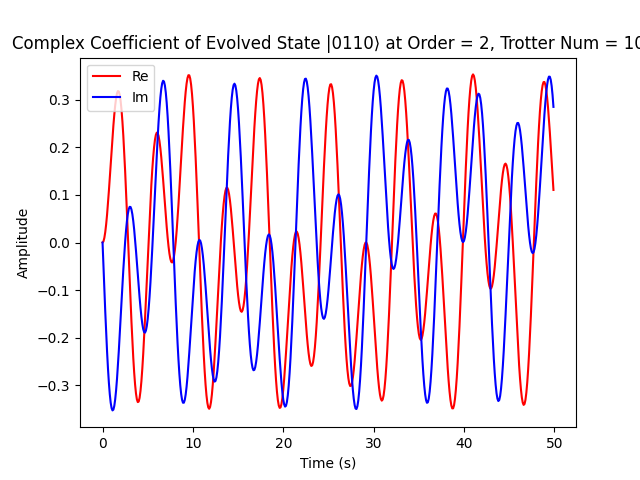 Complex Coefficient of Evolved State |0110⟩ at Order = 2, Trotter Num = 10
Re
Im
0.3
0.2
0.1
0.0
−0.1
−0.2
−0.3
Amplitude
0 10 20 30 40 50
Time (s)